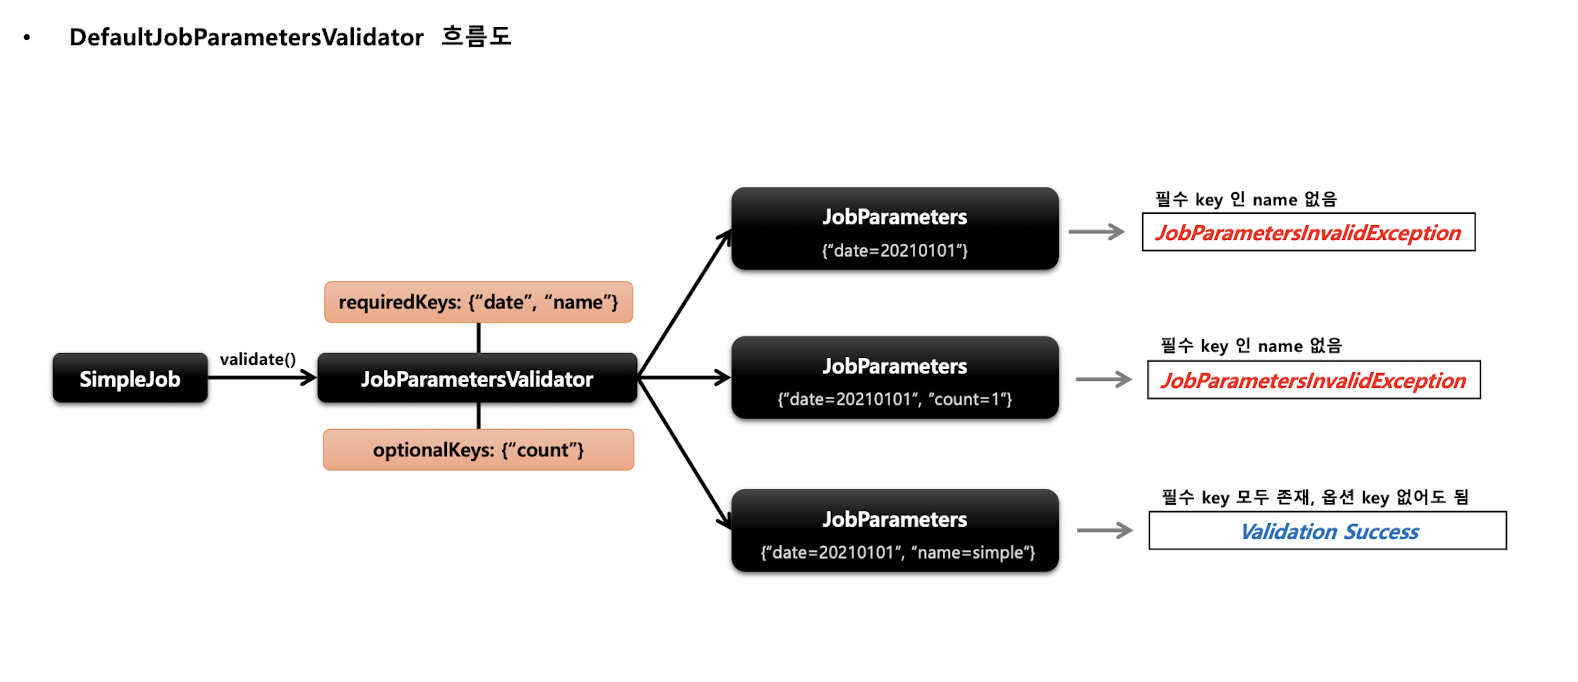 • DefaultJobParametersValidator 흐름도
SimpleJob
validate()
requiredKeys: {“date”, “name”}
JobParametersValidator
optionalKeys: {“count”}
JobParameters
{“date=20210101”}
필수 key 인 name 없음
JobParametersInvalidException
JobParameters
{“date=20210101”, “count=1”}
필수 key 인 name 없음
JobParametersInvalidException
JobParameters
{“date=20210101”, “name=simple”}
필수 key 모두 존재, 옵션 key 없어도 됨
Validation Success